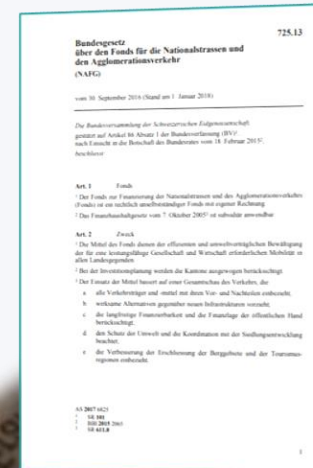 725.13
Bundesgesetz
über den Fonds für die Nationalstrassen und
den Agglomerationsverkehr
(NAFG)
vom 30. September 2016 (Stand am 1. Januar 2018)
Die Bundesversammlung der Schweizerischen Eidgenossenschaft,
gestützt auf Artikel 86 Absatz 1 der Bundesverfassung (BV)¹
nach Einsicht in die Botschaft des Bundesrates vom 18. Februar 2015²,
beschliesst:
Art. 1 Fonds
¹ Der Fonds zur Finanzierung der Nationalstrassen und des Agglomerationsverkehrs
(Fonds) ist ein rechtlich unselbstständiger Fonds mit eigener Rechnung.
² Das Finanzhaushaltgesetz vom 7. Oktober 2005³ ist subsidiär anwendbar.
Art. 2 Zweck
¹ Die Mittel des Fonds dienen der effizienten und umweltverträglichen Bewältigung
der für eine leistungsfähige Gesellschaft und Wirtschaft erforderlichen Mobilität in
allen Landesgegenden.
² Bei der Investitionsplanung werden die Kantone ausgewogen berücksichtigt.
³ Der Einsatz der Mittel basiert auf einer Gesamtschau des Verkehrs, die
a. alle Verkehrsträger und -mittel mit ihren Vor- und Nachteilen einbezieht;
b. wirksame Alternativen gegenüber neuen Infrastrukturen vorzieht;
c. die langfristige Finanzierbarkeit und die Finanzlage der öffentlichen Hand
berücksichtigt;
d. den Schutz der Umwelt und die Koordination mit der Siedlungsentwicklung
beachtet;
e. die Verbesserung der Erschliessung der Berggebiete und der Tourismus-
regionen einbezieht.
AS 2017 6825
¹ SR 101
² BBl 2015 2065
³ SR 611.0
1